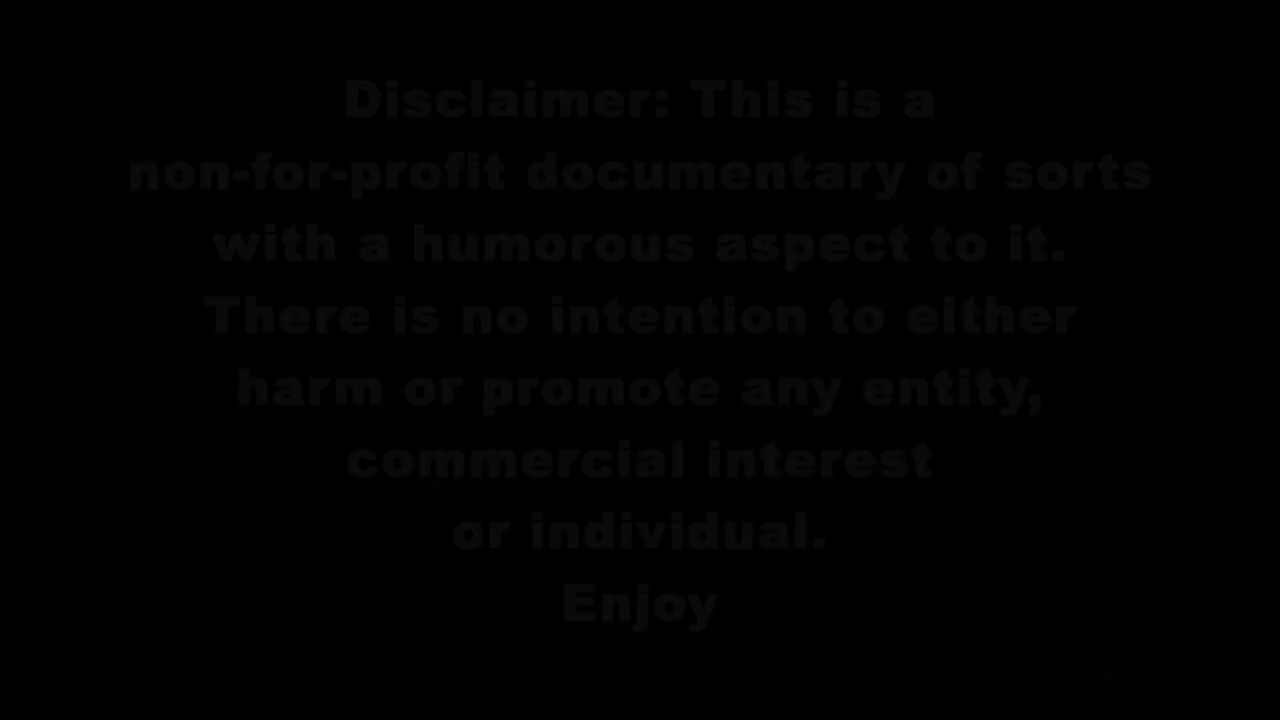 Disclaimer: This is a
non-for-profit documentary of sorts
with a humorous aspect to it.
There is no intention to either
harm or promote any entity,
commercial interest
or individual.
Enjoy